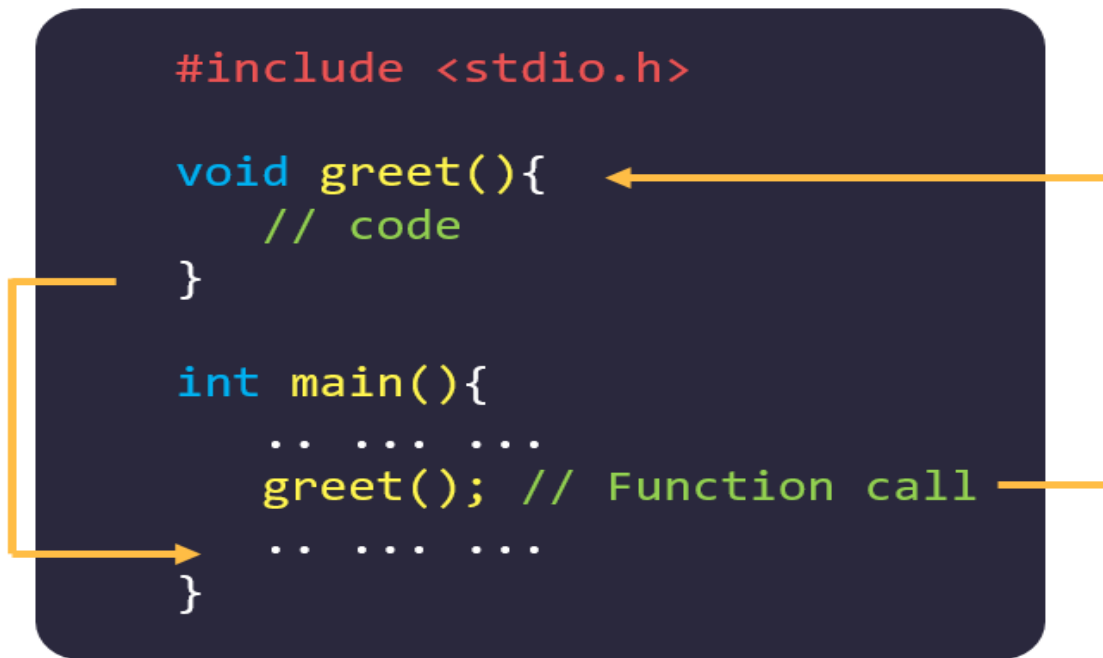 #include <stdio.h>
void greet(){
// code
}
int main(){
.. ... ...
greet(); // Function call
.. ... ...
}